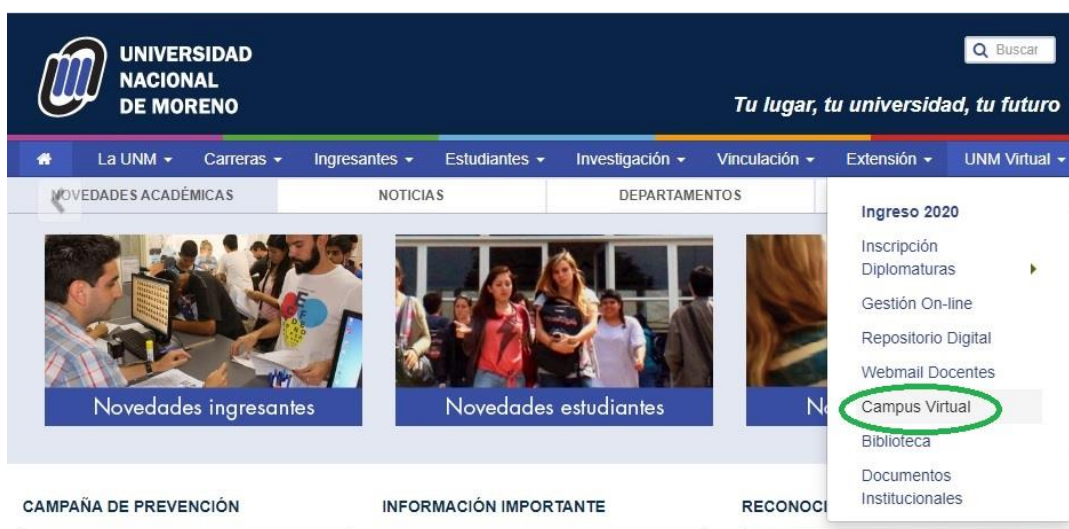 UNIVERSIDAD
NACIONAL
DE MORENO
Buscar
Tu lugar, tu universidad, tu futuro
La UNM
Carreras
Ingresantes
Estudiantes
Investigación
Vinculación
Extensión
UNM Virtual
NOVEDADES ACADÉMICAS
NOTICIAS
DEPARTAMENTOS
Ingreso 2020
Inscripción
Diplomaturas
Gestión On-line
Repositorio Digital
Webmail Docentes
Campus Virtual
Biblioteca
Documentos
Institucionales
Novedades ingresantes
Novedades estudiantes
CAMPAÑA DE PREVENCIÓN
INFORMACIÓN IMPORTANTE
RECONOCI